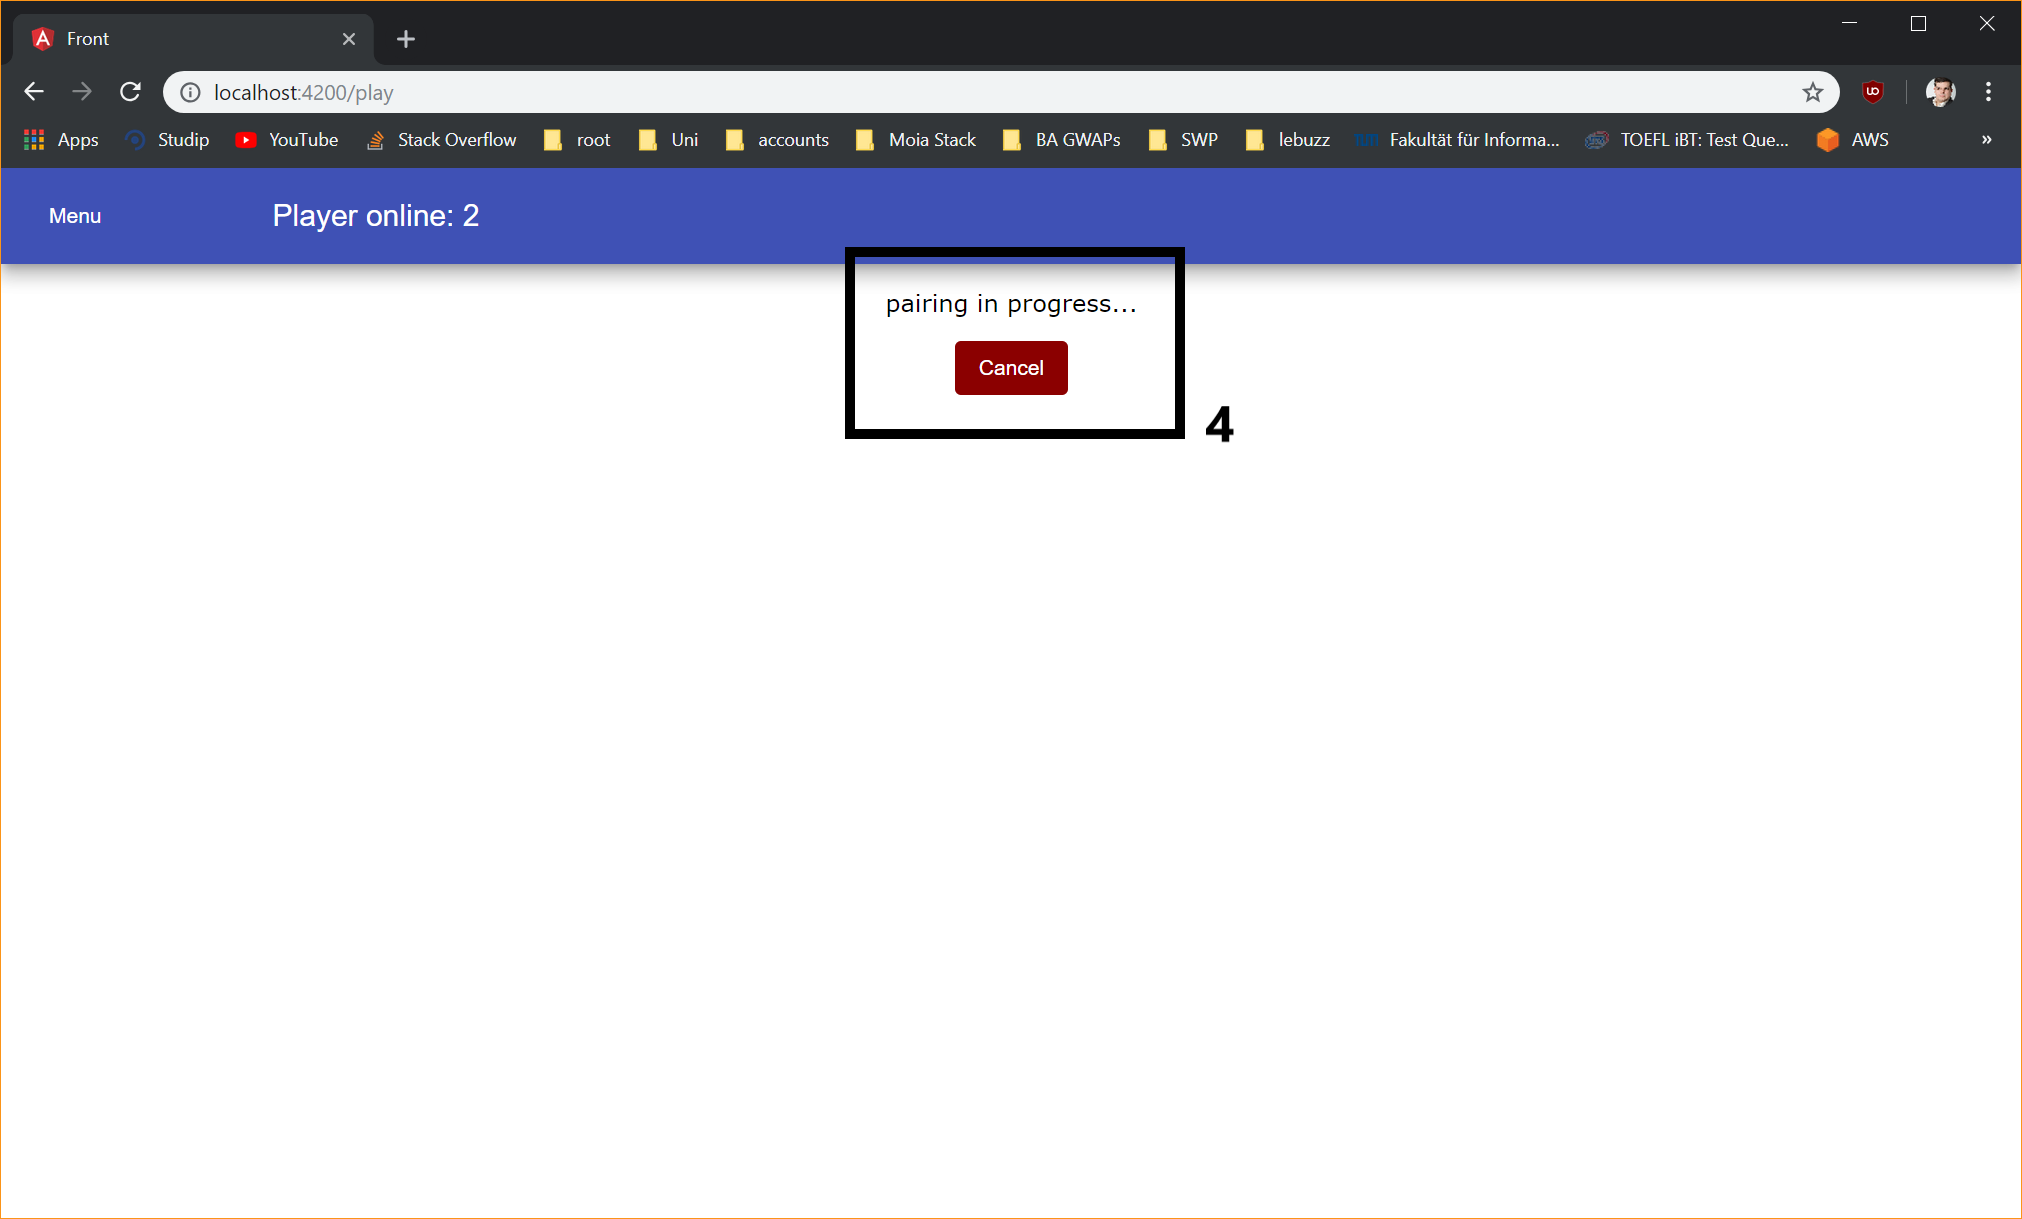 Front
localhost:4200/play
Apps Studip YouTube Stack Overflow root Uni accounts Moia Stack BA GWAPs SWP lebuzz Fakultät für Informa... TOEFL iBT: Test Que... AWS »
Menu Player online: 2
pairing in progress...
Cancel
4